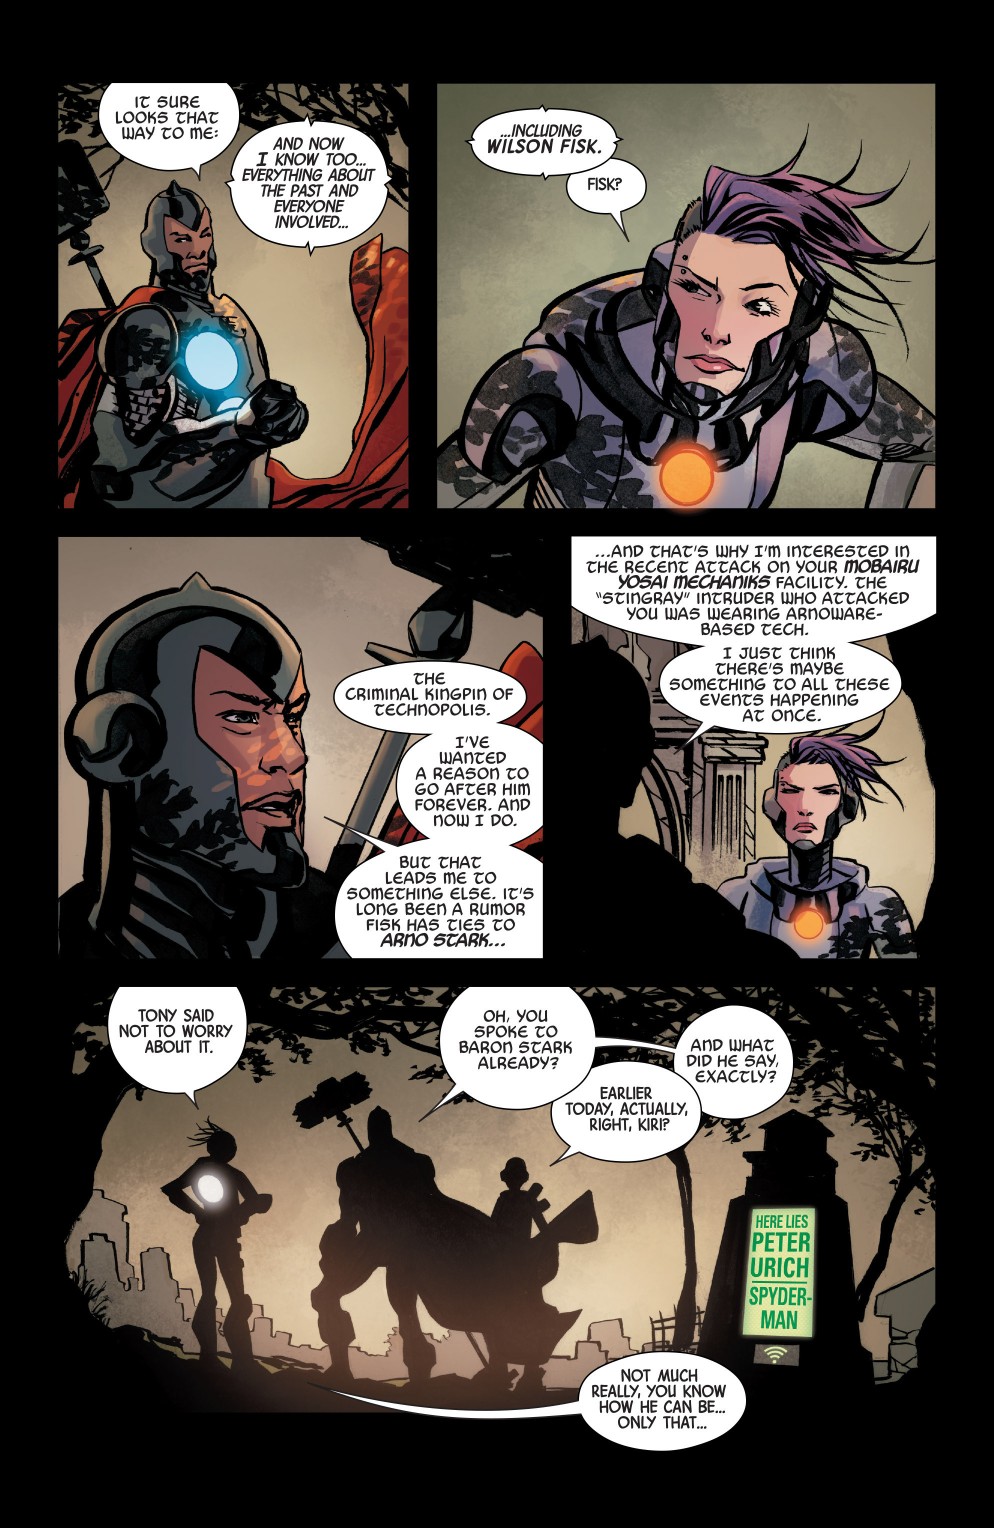 IT SURE
LOOKS THAT
WAY TO ME:
AND NOW
I KNOW TOO...
EVERYTHING ABOUT
THE PAST AND
EVERYONE
INVOLVED...
...INCLUDING
WILSON FISK.
FISK?
THE
CRIMINAL KINGPIN OF
TECHNOPOLIS.
I'VE
WANTED
A REASON TO
GO AFTER HIM
FOREVER. AND
NOW I DO.
BUT THAT
LEADS ME TO
SOMETHING ELSE. IT'S
LONG BEEN A RUMOR
FISK HAS TIES TO
ARNO STARK...
...AND THAT'S WHY I'M INTERESTED IN
THE RECENT ATTACK ON YOUR MOBAIRU
YOSAI MECHANIKS FACILITY. THE
"STINGRAY" INTRUDER WHO ATTACKED
YOU WAS WEARING ARNOWARE-
BASED TECH.
I JUST THINK
THERE'S MAYBE
SOMETHING TO ALL THESE
EVENTS HAPPENING
AT ONCE.
TONY SAID
NOT TO WORRY
ABOUT IT.
OH, YOU
SPOKE TO
BARON STARK
ALREADY?
EARLIER
TODAY, ACTUALLY,
RIGHT, KIRI?
AND WHAT
DID HE SAY,
EXACTLY?
HERE LIES
PETER
URICH
SPYDER-
MAN
NOT MUCH
REALLY, YOU KNOW
HOW HE CAN BE...
ONLY THAT...